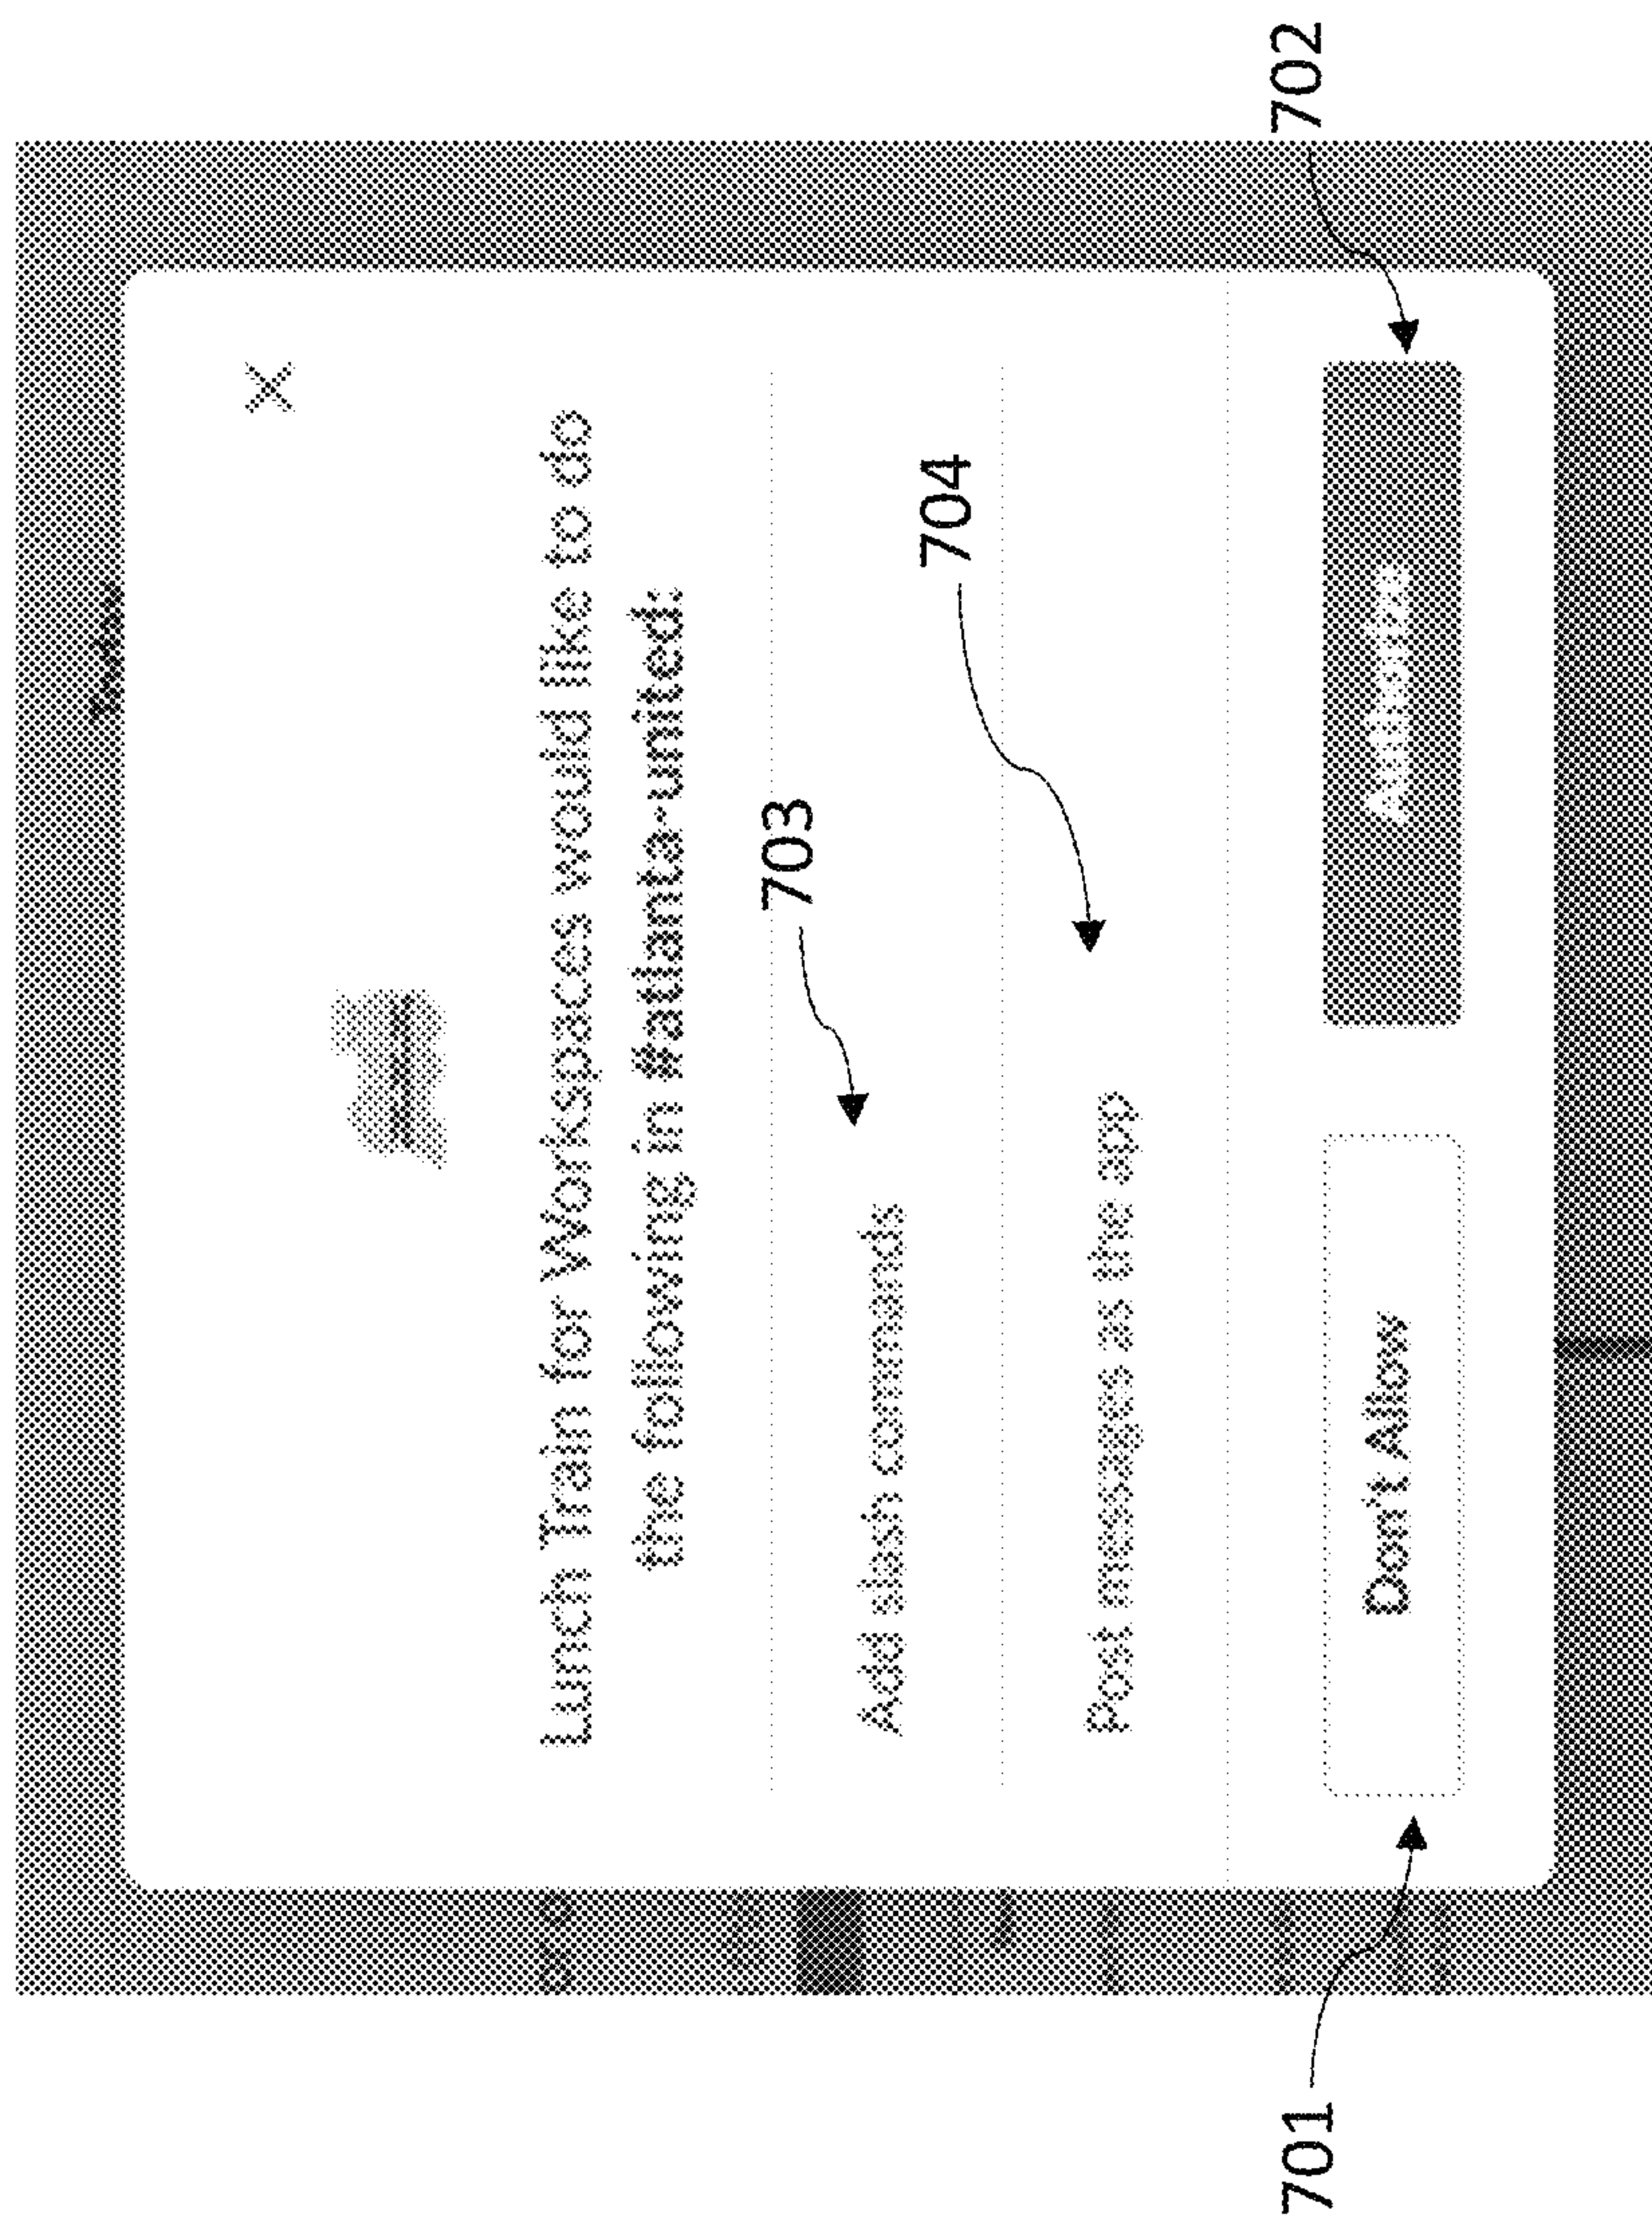 Lunch Train for Workspaces would like to do
the following in #atlanta-united:
703
Add slash commands
704
Post messages as the app
701
Don't Allow
Authorize
702